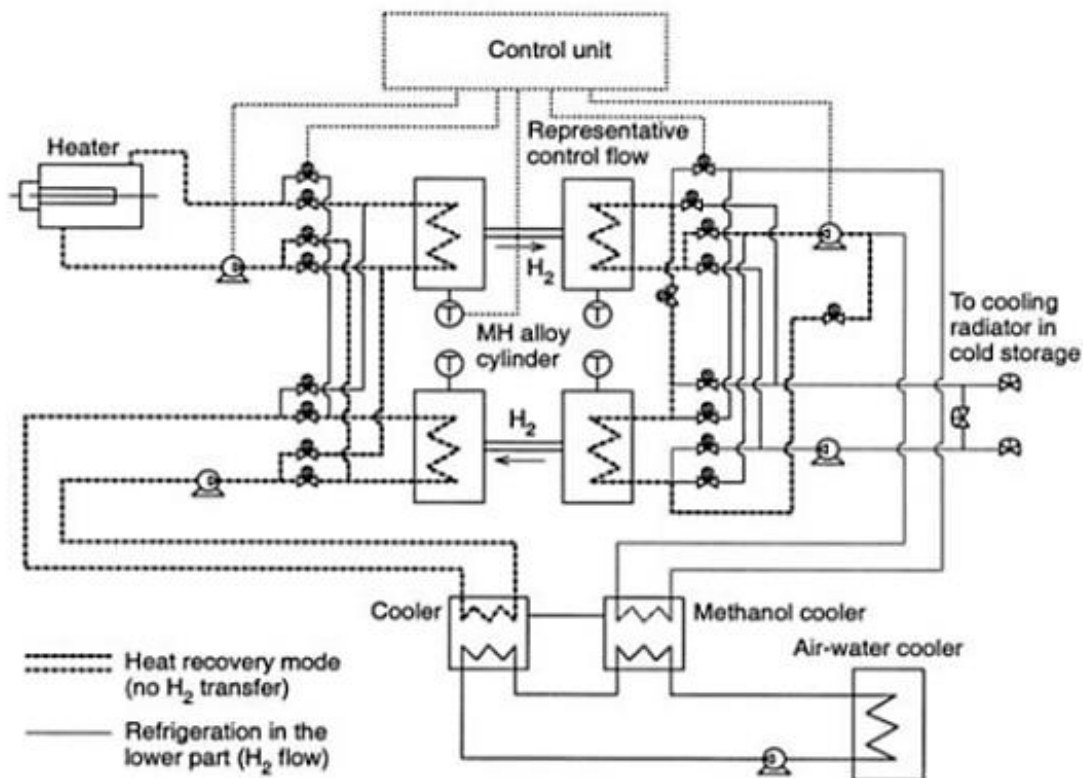 Control unit
Heater
Representative
control flow
H2
T
T
MH alloy
cylinder
T
T
H2
To cooling
radiator in
cold storage
Cooler
Methanol cooler
Air-water cooler
Heat recovery mode
(no H2 transfer)
Refrigeration in the
lower part (H2 flow)